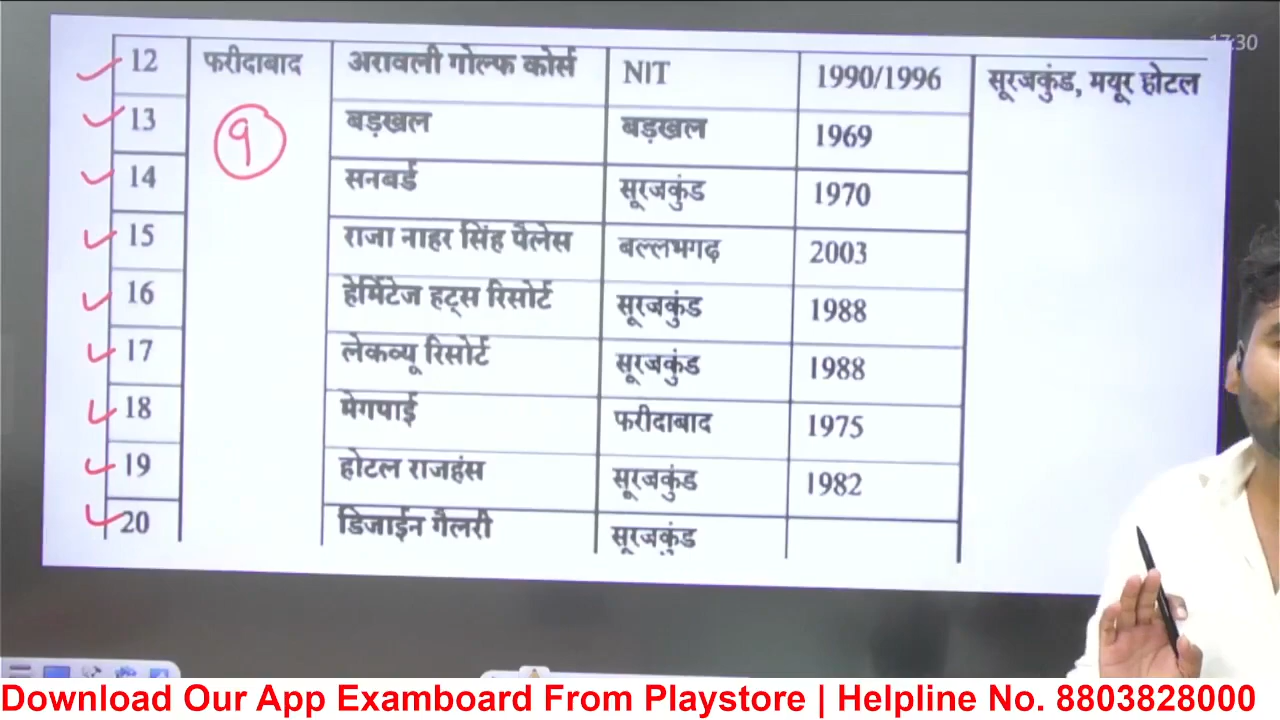 17:30
12 फरीदाबाद अरावली गोल्फ कोर्स NIT 1990/1996 सूरजकुंड, मयूर होटल
9
13 बड़खल बड़खल 1969
14 सनबर्ड सूरजकुंड 1970
15 राजा नाहर सिंह पैलेस बल्लभगढ़ 2003
16 हेर्मिटेज हट्स रिसोर्ट सूरजकुंड 1988
17 लेकव्यू रिसोर्ट सूरजकुंड 1988
18 मेगपाई फरीदाबाद 1975
19 होटल राजहंस सूरजकुंड 1982
20 डिजाईन गैलरी सूरजकुंड
Download Our App Examboard From Playstore | Helpline No. 8803828000